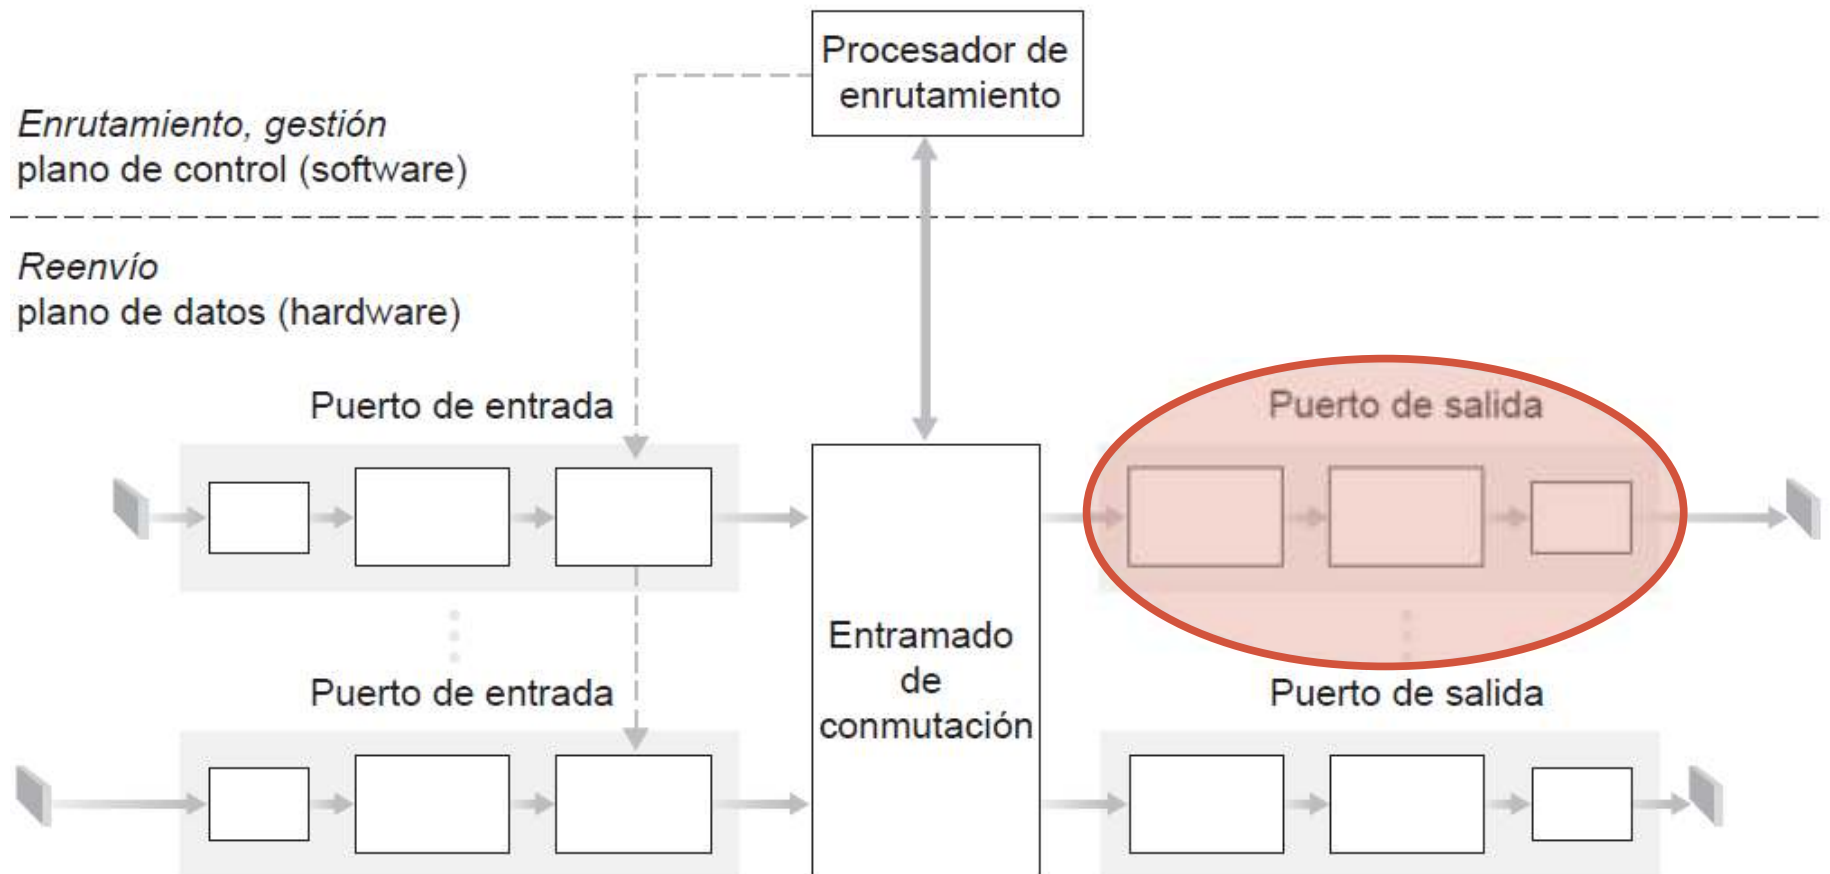 Procesador de
enrutamiento
Enrutamiento, gestión
plano de control (software)
Reenvío
plano de datos (hardware)
Puerto de entrada
Puerto de salida
Entramado
de
conmutación
Puerto de entrada
Puerto de salida